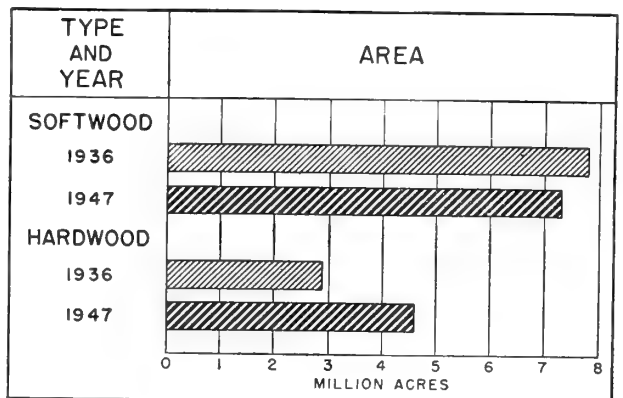 TYPE
AND
YEAR
AREA
SOFTWOOD
1936
1947
HARDWOOD
1936
1947
0 1 2 3 4 5 6 7 8
MILLION ACRES